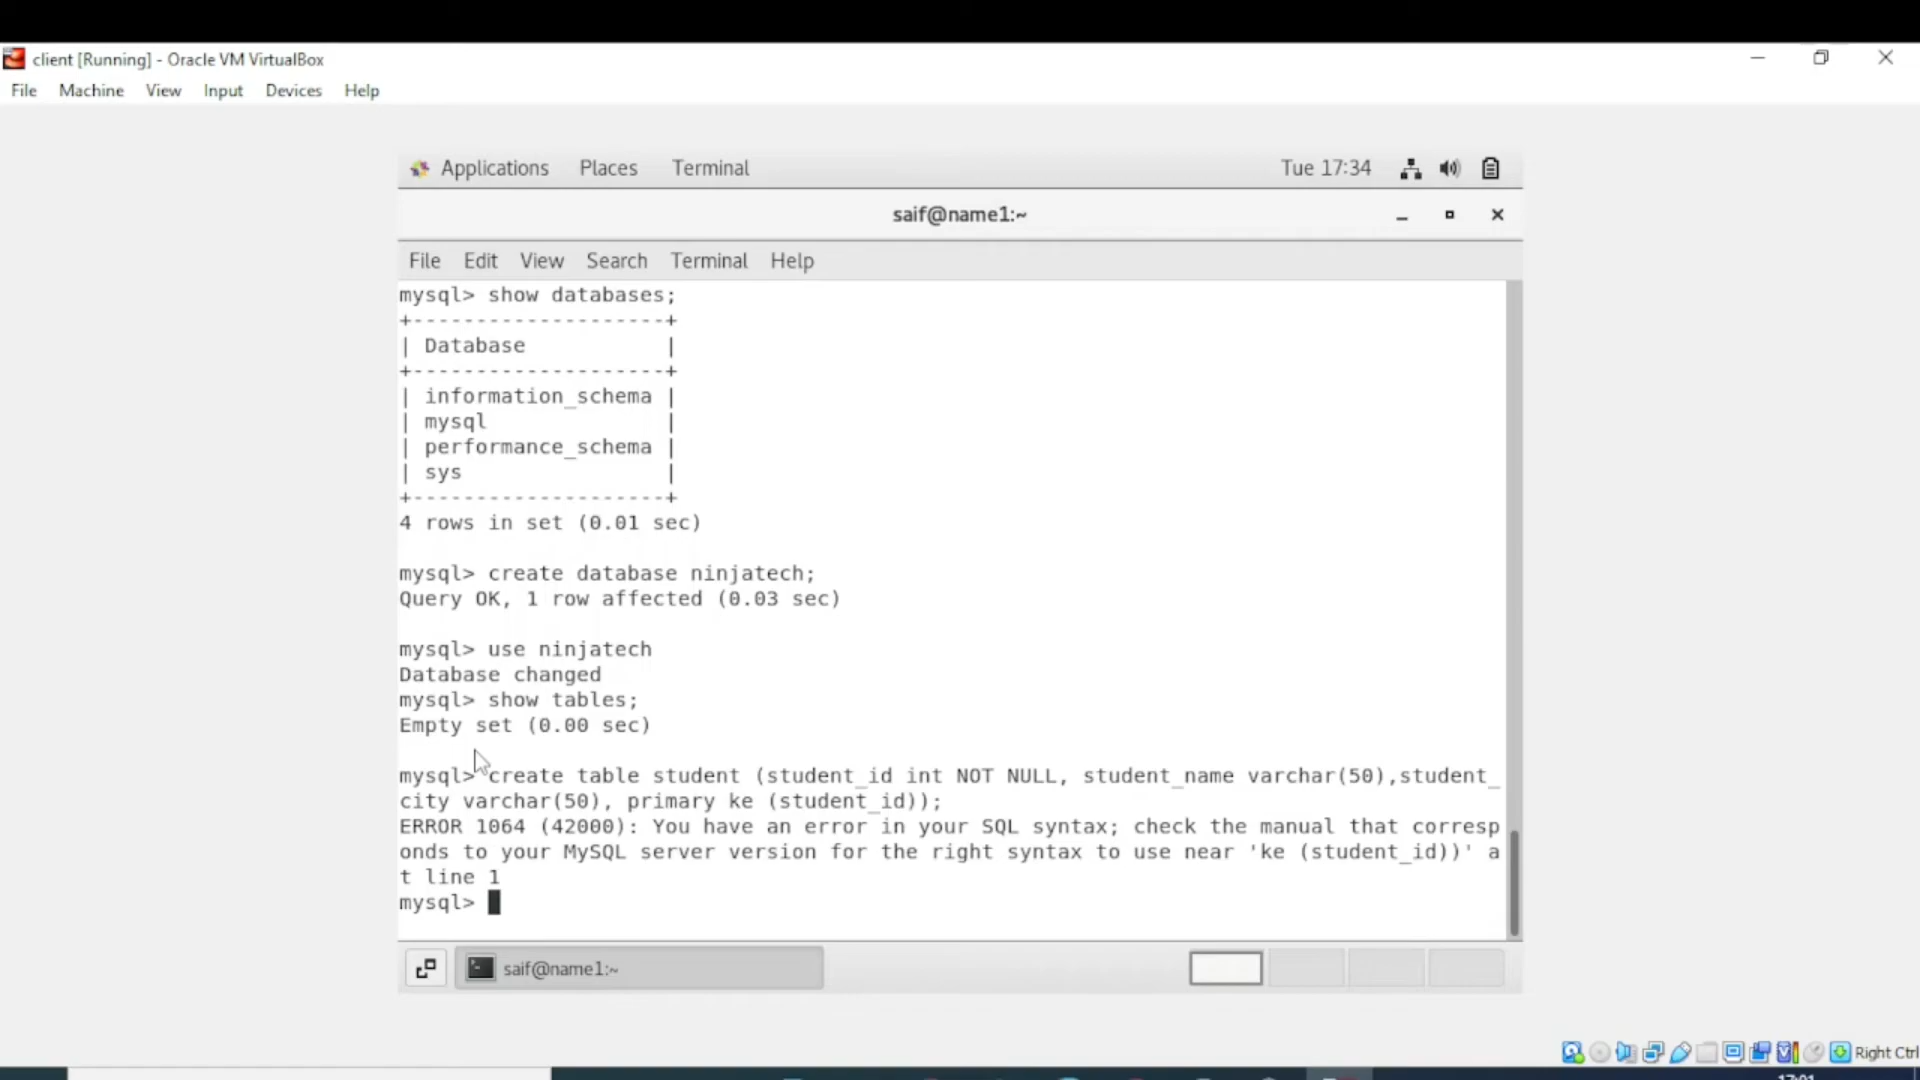 client [Running] - Oracle VM VirtualBox
File Machine View Input Devices Help
Applications Places Terminal Tue 17:34
saif@name1:~
File Edit View Search Terminal Help
mysql> show databases;
+--------------------+
| Database           |
+--------------------+
| information_schema |
| mysql              |
| performance_schema |
| sys                |
+--------------------+
4 rows in set (0.01 sec)
mysql> create database ninjatech;
Query OK, 1 row affected (0.03 sec)
mysql> use ninjatech
Database changed
mysql> show tables;
Empty set (0.00 sec)
mysql> create table student (student_id int NOT NULL, student_name varchar(50),student_
city varchar(50), primary ke (student_id));
ERROR 1064 (42000): You have an error in your SQL syntax; check the manual that corresp
onds to your MySQL server version for the right syntax to use near 'ke (student_id))' a
t line 1
mysql>
saif@name1:~
Right Ctrl